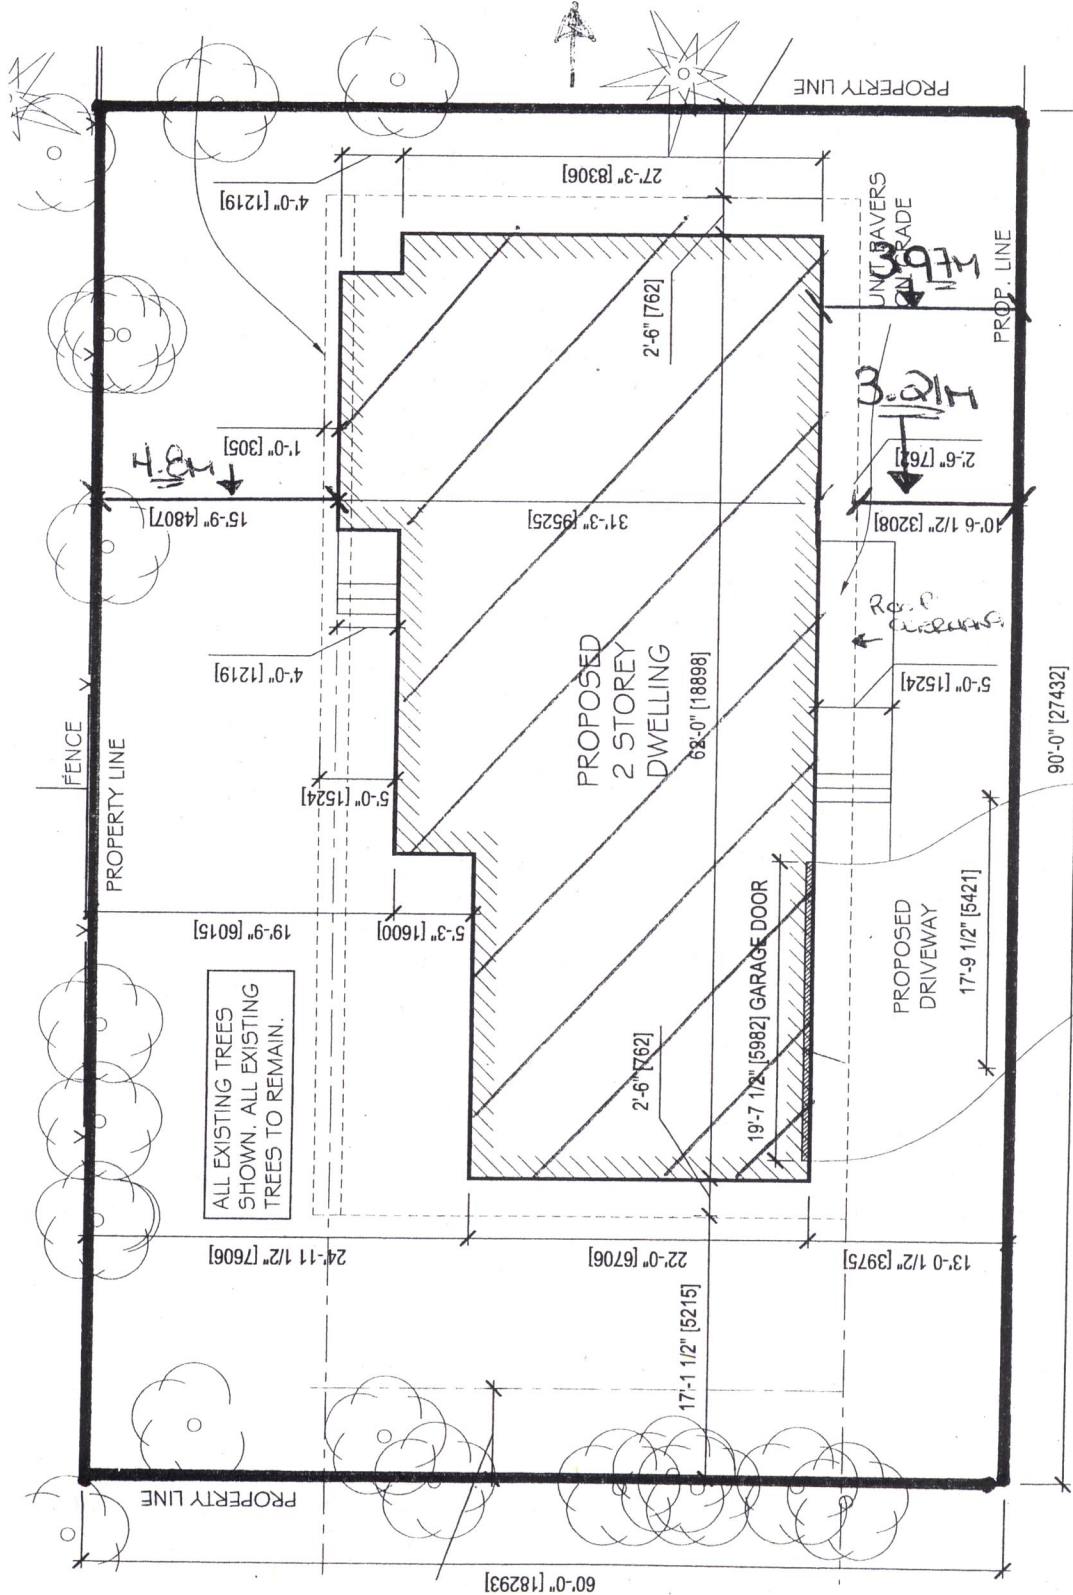 PROPERTY LINE
4'-0" [1219]
27'-3" [8306]
UNIT PAVERS
ON GRADE
3.97M
PROP. LINE
2'-6" [762]
1'-0" [305]
4.8M
15'-9" [4807]
31'-3" [9525]
3.21M
2'-6" [762]
10'-6 1/2" [3208]
4'-0" [1219]
PROPOSED
2 STOREY
DWELLING
62'-0" [18898]
OVERHANG
5'-0" [1524]
90'-0" [27432]
FENCE
PROPERTY LINE
5'-0" [1524]
19'-9" [6015]
5'-3" [1600]
ALL EXISTING TREES
SHOWN. ALL EXISTING
TREES TO REMAIN.
19'-7 1/2" [5982] GARAGE DOOR
PROPOSED
DRIVEWAY
17'-9 1/2" [5421]
2'-6" [762]
24'-11 1/2" [7606]
22'-0" [6706]
13'-0 1/2" [3975]
17'-1 1/2" [5215]
PROPERTY LINE
60'-0" [18293]